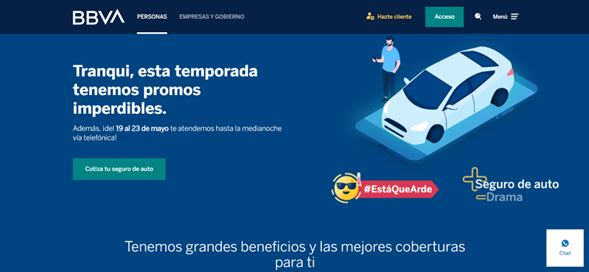 BBVA PERSONAS EMPRESAS Y GOBIERNO Hazte cliente Acceso Menú
Tranqui, esta temporada
tenemos promos
imperdibles.
Además, ¡del 19 al 23 de mayo te atendemos hasta la medianoche
vía telefónica!
Cotiza tu seguro de auto
#EstáQueArde
+Seguro de auto
=Drama
Tenemos grandes beneficios y las mejores coberturas
para ti
Chat